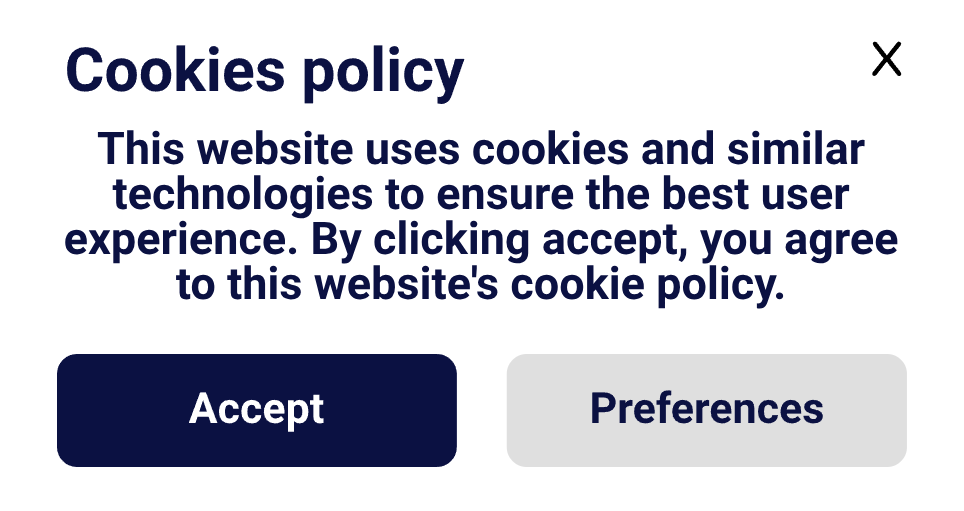 Cookies policy
X
This website uses cookies and similar
technologies to ensure the best user
experience. By clicking accept, you agree
to this website's cookie policy.
Accept
Preferences